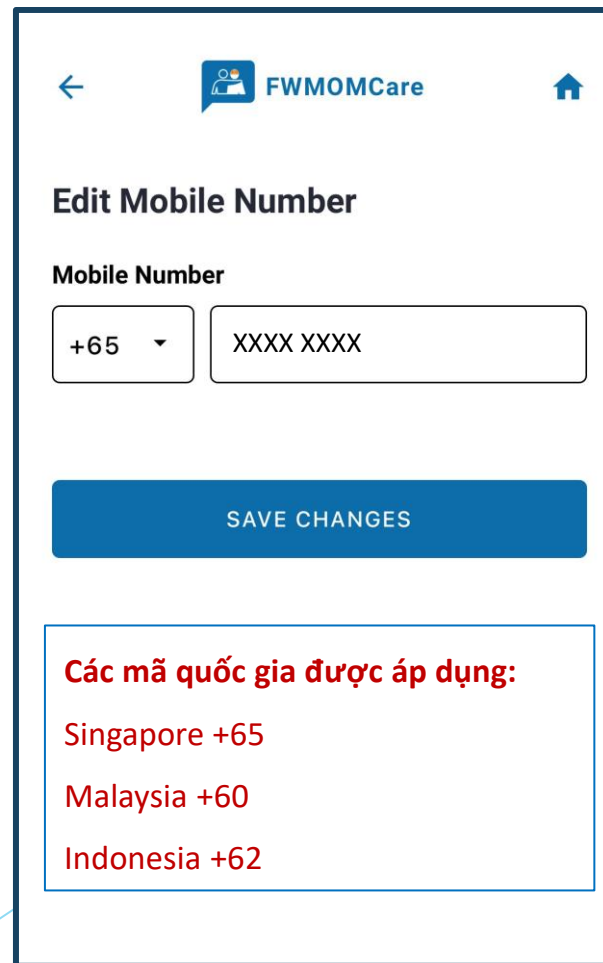 FWMOMCare
Edit Mobile Number
Mobile Number
+65 XXXX XXXX
SAVE CHANGES
Các mã quốc gia được áp dụng:
Singapore +65
Malaysia +60
Indonesia +62